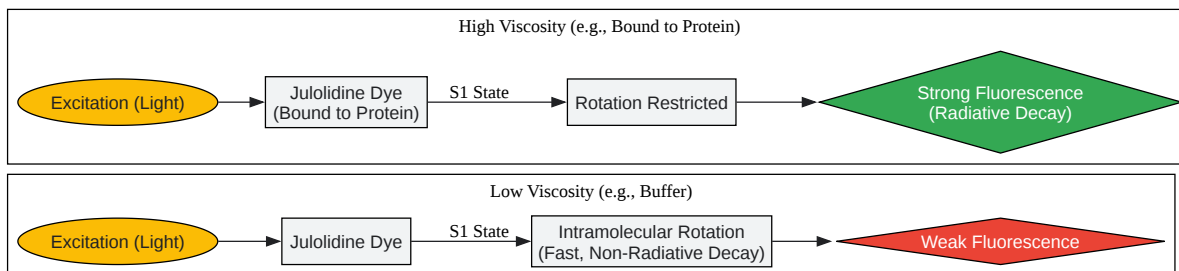 High Viscosity (e.g., Bound to Protein)
Excitation (Light)
Julolidine Dye
(Bound to Protein)
S1 State
Rotation Restricted
Strong Fluorescence
(Radiative Decay)
Low Viscosity (e.g., Buffer)
Excitation (Light)
Julolidine Dye
S1 State
Intramolecular Rotation
(Fast, Non-Radiative Decay)
Weak Fluorescence